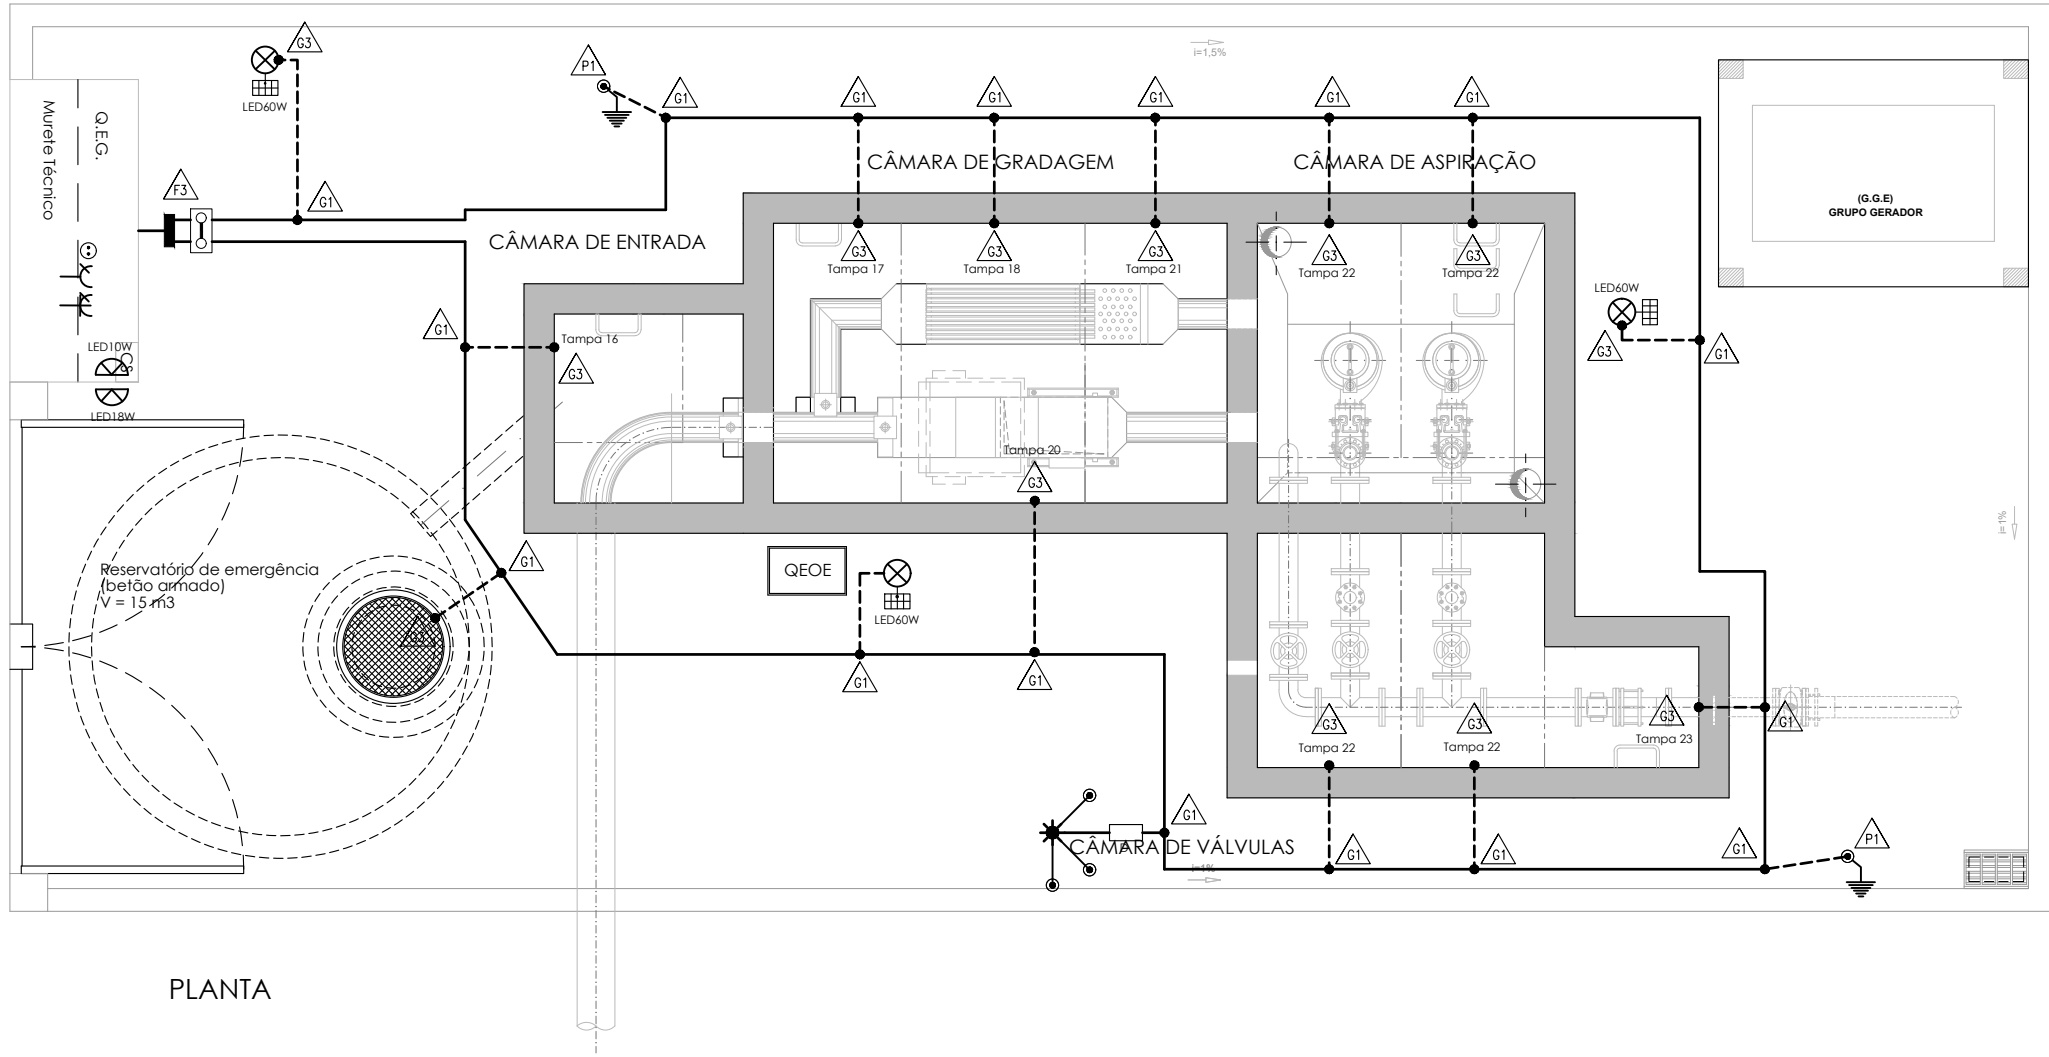 G3
LED60W
Q.E.G.
Murete Técnico
F3
G1
P1
G1
G1
G1
G1
G1
G1
i=1,5%
CÂMARA DE GRADAGEM
CÂMARA DE ASPIRAÇÃO
(G.G.E)
GRUPO GERADOR
CÂMARA DE ENTRADA
G3
Tampa 17
G3
Tampa 18
G3
Tampa 21
G3
Tampa 22
G3
Tampa 22
LED60W
G3
G1
G1
Tampa 16
G3
LED10W
CS
LED18W
Tampa 20
G3
i=1%
G1
Reservatório de emergência
(betão armado)
V = 15 m3
G3
QEOE
LED60W
G1
G1
G3
Tampa 22
G3
Tampa 22
G3
Tampa 23
G1
G1
CÂMARA DE VÁLVULAS
i=1%
G1
G1
G1
P1
PLANTA